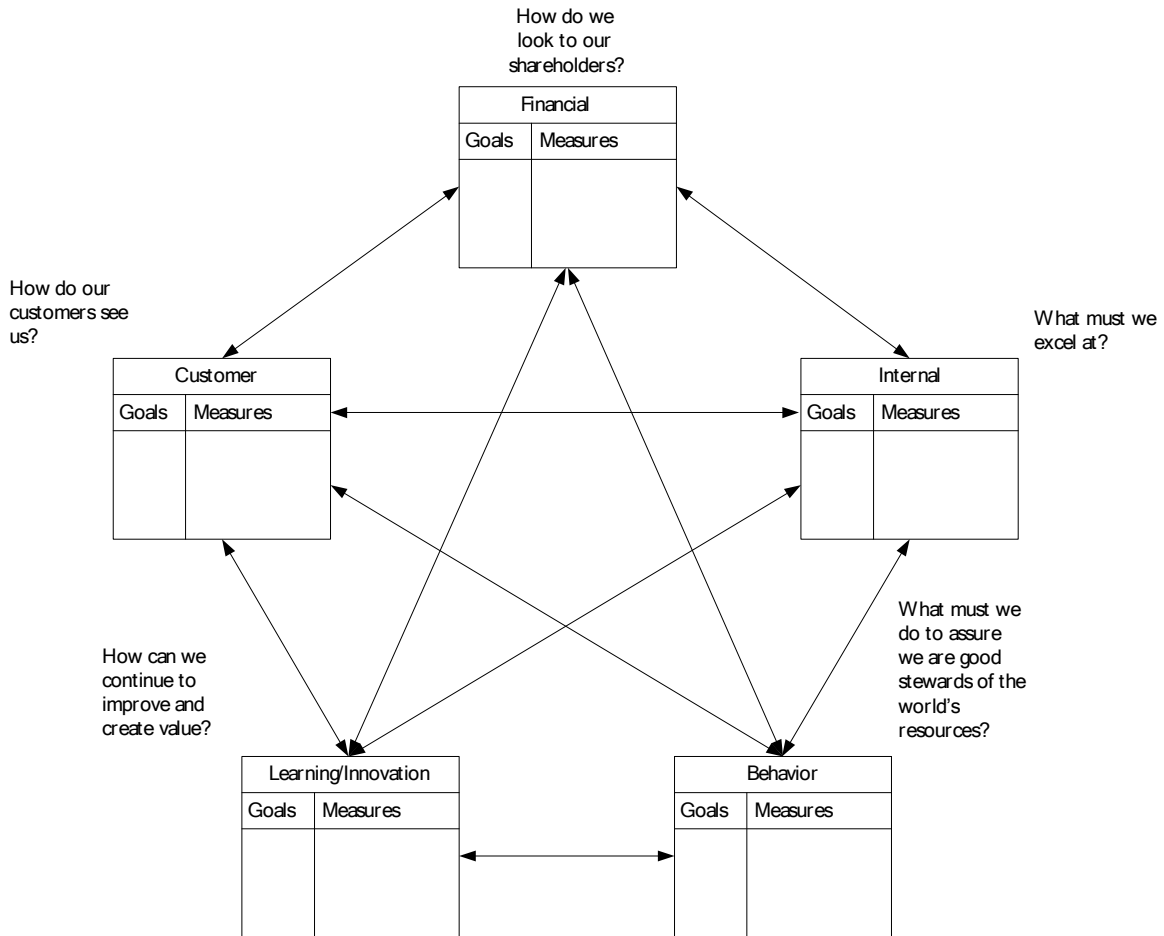 How do we
look to our
shareholders?
Financial
Goals Measures
How do our
customers see
us?
What must we
excel at?
Customer
Goals Measures
Internal
Goals Measures
How can we
continue to
improve and
create value?
What must we
do to assure
we are good
stewards of the
world's
resources?
Learning/Innovation
Goals Measures
Behavior
Goals Measures